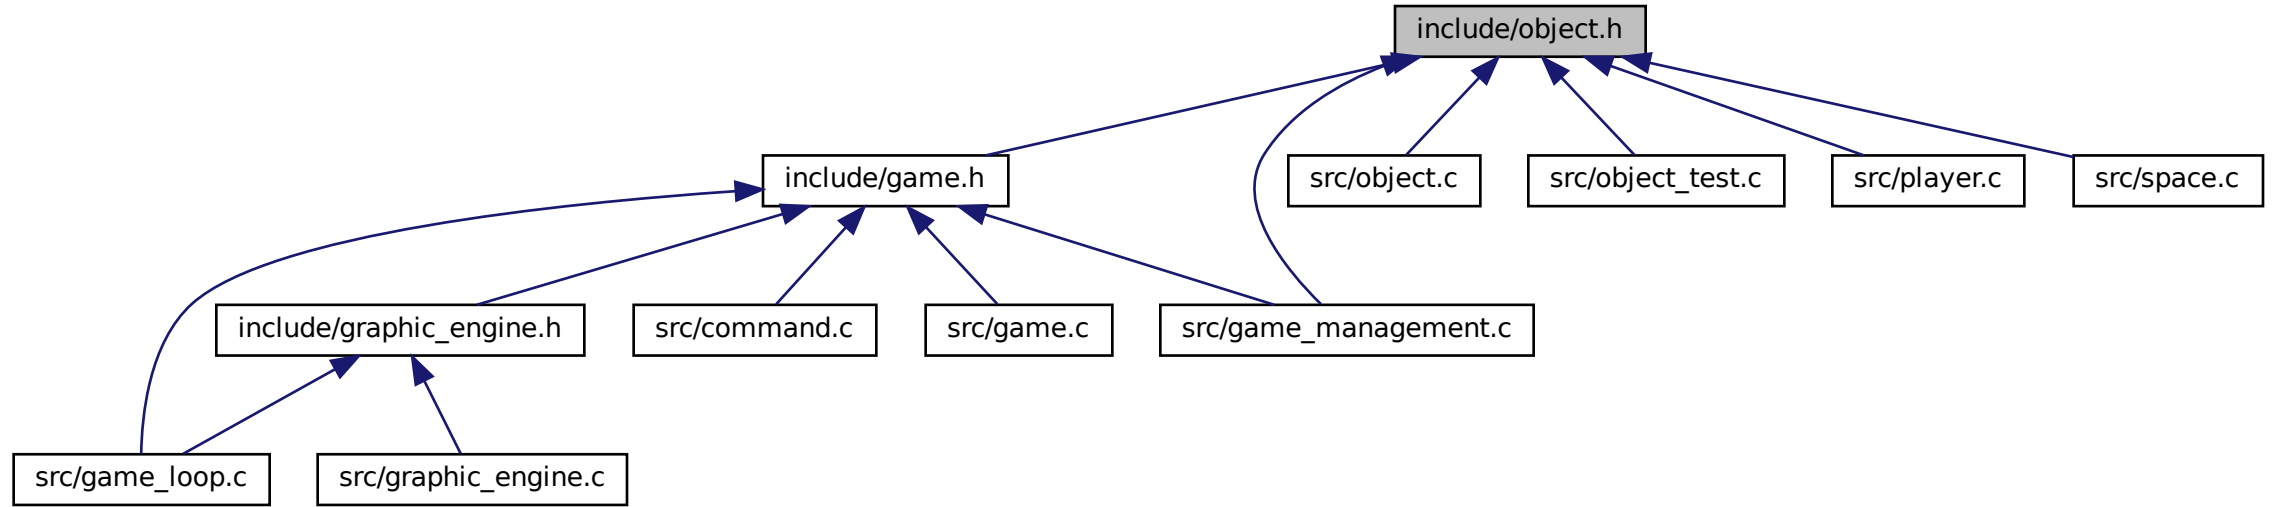 include/object.h
include/game.h
src/object.c
src/object_test.c
src/player.c
src/space.c
include/graphic_engine.h
src/command.c
src/game.c
src/game_management.c
src/game_loop.c
src/graphic_engine.c